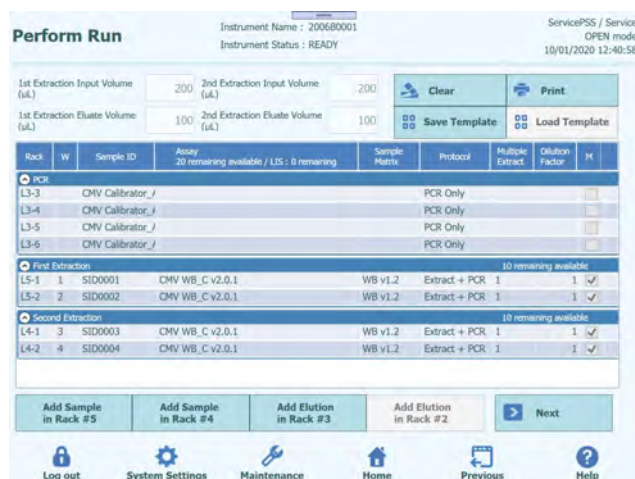 Perform Run
Instrument Name : 2006B0001
Instrument Status : READY
ServicePSS / Service
OPEN mode
10/01/2020 12:40:58
1st Extraction Input Volume (uL) 200 2nd Extraction Input Volume (uL) 200
1st Extraction Eluate Volume (uL) 100 2nd Extraction Eluate Volume (uL) 100
Clear Print
Save Template Load Template
Rack W Sample ID Assay 20 remaining available / LIS : 0 remaining Sample Matrix Protocol Multiple Extract Dilution Factor M
PCR
L3-3 CMV Calibrator_ PCR Only
L3-4 CMV Calibrator_ PCR Only
L3-5 CMV Calibrator_ PCR Only
L3-6 CMV Calibrator_ PCR Only
First Extraction 10 remaining available
L5-1 1 SID0001 CMV WB_C v2.0.1 WB v1.2 Extract + PCR 1 1
L5-2 2 SID0002 CMV WB_C v2.0.1 WB v1.2 Extract + PCR 1 1
Second Extraction 10 remaining available
L4-1 3 SID0003 CMV WB_C v2.0.1 WB v1.2 Extract + PCR 1 1
L4-2 4 SID0004 CMV WB_C v2.0.1 WB v1.2 Extract + PCR 1 1
Add Sample in Rack #5 Add Sample in Rack #4 Add Elution in Rack #3 Add Elution in Rack #2 Next
Log out System Settings Maintenance Home Previous Help